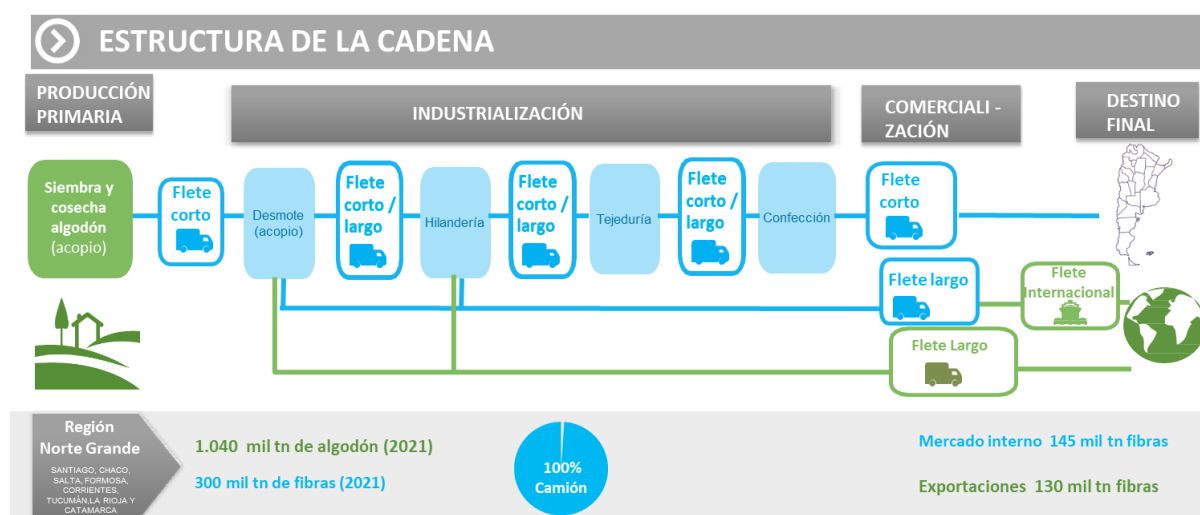 ESTRUCTURA DE LA CADENA
PRODUCCIÓN
PRIMARIA
INDUSTRIALIZACIÓN
COMERCIALI -
ZACIÓN
DESTINO
FINAL
Siembra y
cosecha
algodón
(acopio)
Flete
corto
Desmote
(acopio)
Flete
corto /
largo
Hilandería
Flete
corto /
largo
Tejeduría
Flete
corto /
largo
Confección
Flete
corto
Flete largo
Flete
Internacional
Flete Largo
Región
Norte Grande
SANTIAGO, CHACO,
SALTA, FORMOSA,
CORRIENTES,
TUCUMÁN,LA RIOJA Y
CATAMARCA
1.040 mil tn de algodón (2021)
300 mil tn de fibras (2021)
100%
Camión
Mercado interno 145 mil tn fibras
Exportaciones 130 mil tn fibras